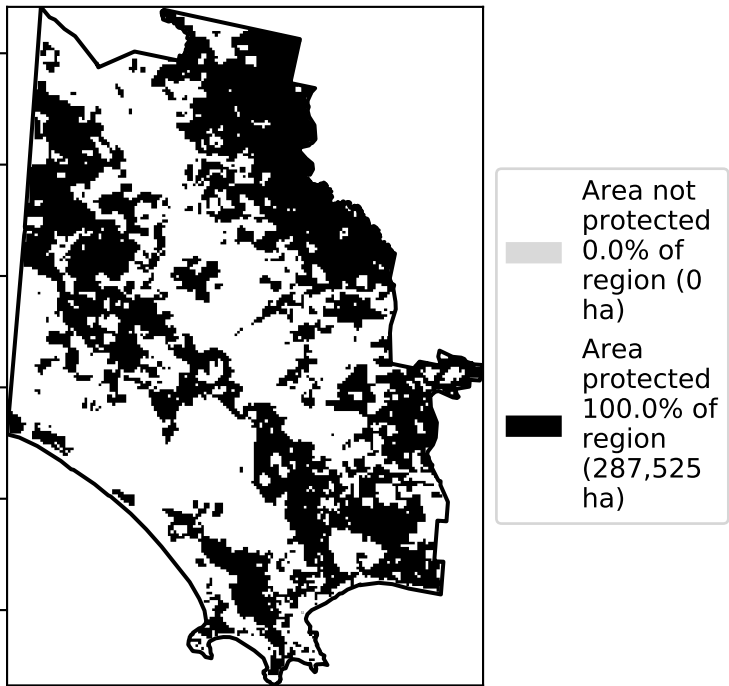 Area not
protected
0.0% of
region (0
ha)
Area
protected
100.0% of
region
(287,525
ha)